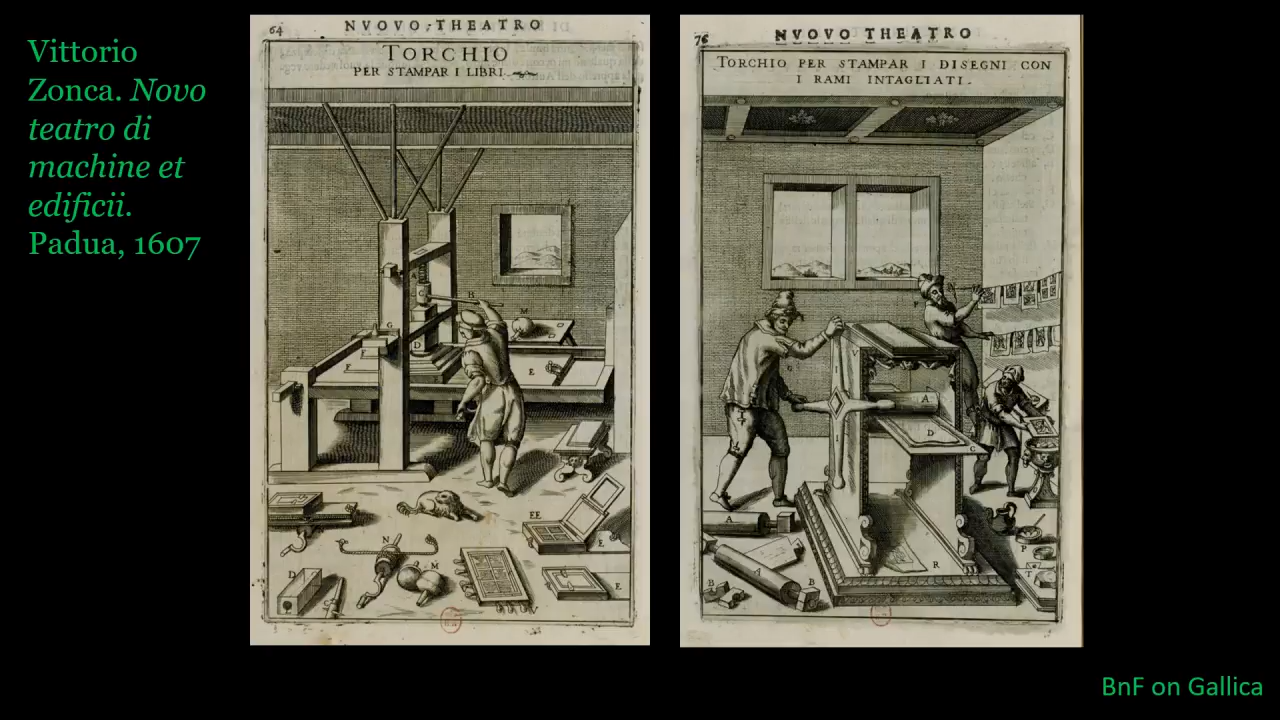 Vittorio
Zonca. Novo
teatro di
machine et
edificii.
Padua, 1607
64
NVOVO THEATRO
TORCHIO
PER STAMPAR I LIBRI
B
C
G
M
D
F
E
FF
E
N
M
D
E
V
76
NVOVO THEATRO
TORCHIO PER STAMPAR I DISEGNI CON
I RAMI INTAGLIATI.
F
G
I
A
D
C
I
A
A
B
B
R
P
T
BnF on Gallica